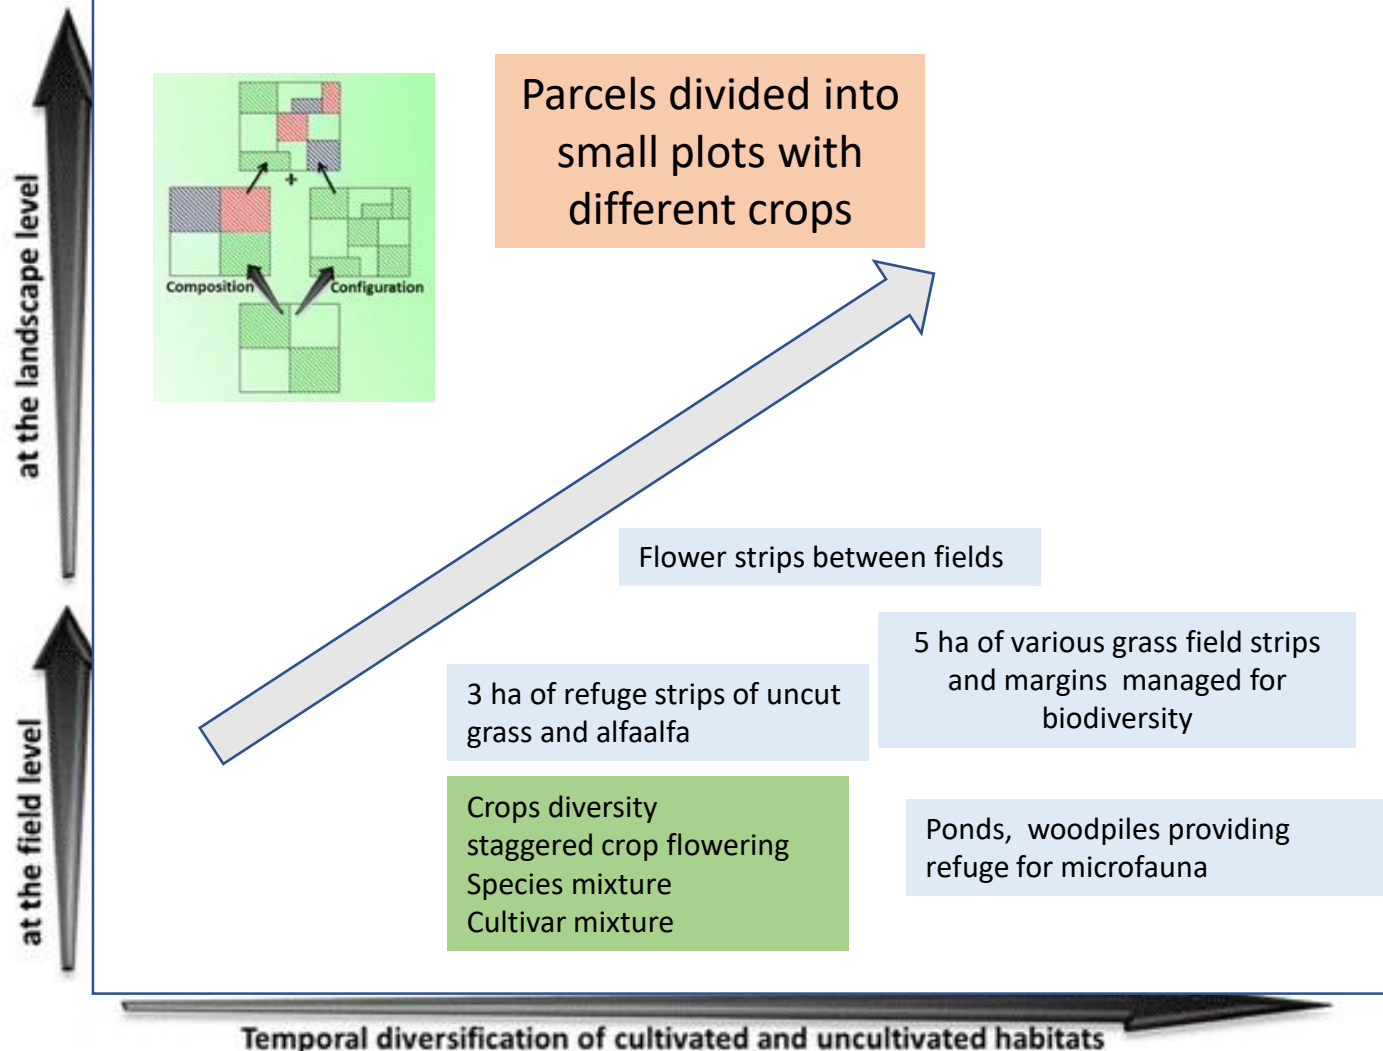 at the landscape level
at the field level
Parcels divided into
small plots with
different crops
+
Composition
Configuration
Flower strips between fields
5 ha of various grass field strips
and margins managed for
biodiversity
3 ha of refuge strips of uncut
grass and alfaalfa
Crops diversity
staggered crop flowering
Species mixture
Cultivar mixture
Ponds, woodpiles providing
refuge for microfauna
Temporal diversification of cultivated and uncultivated habitats